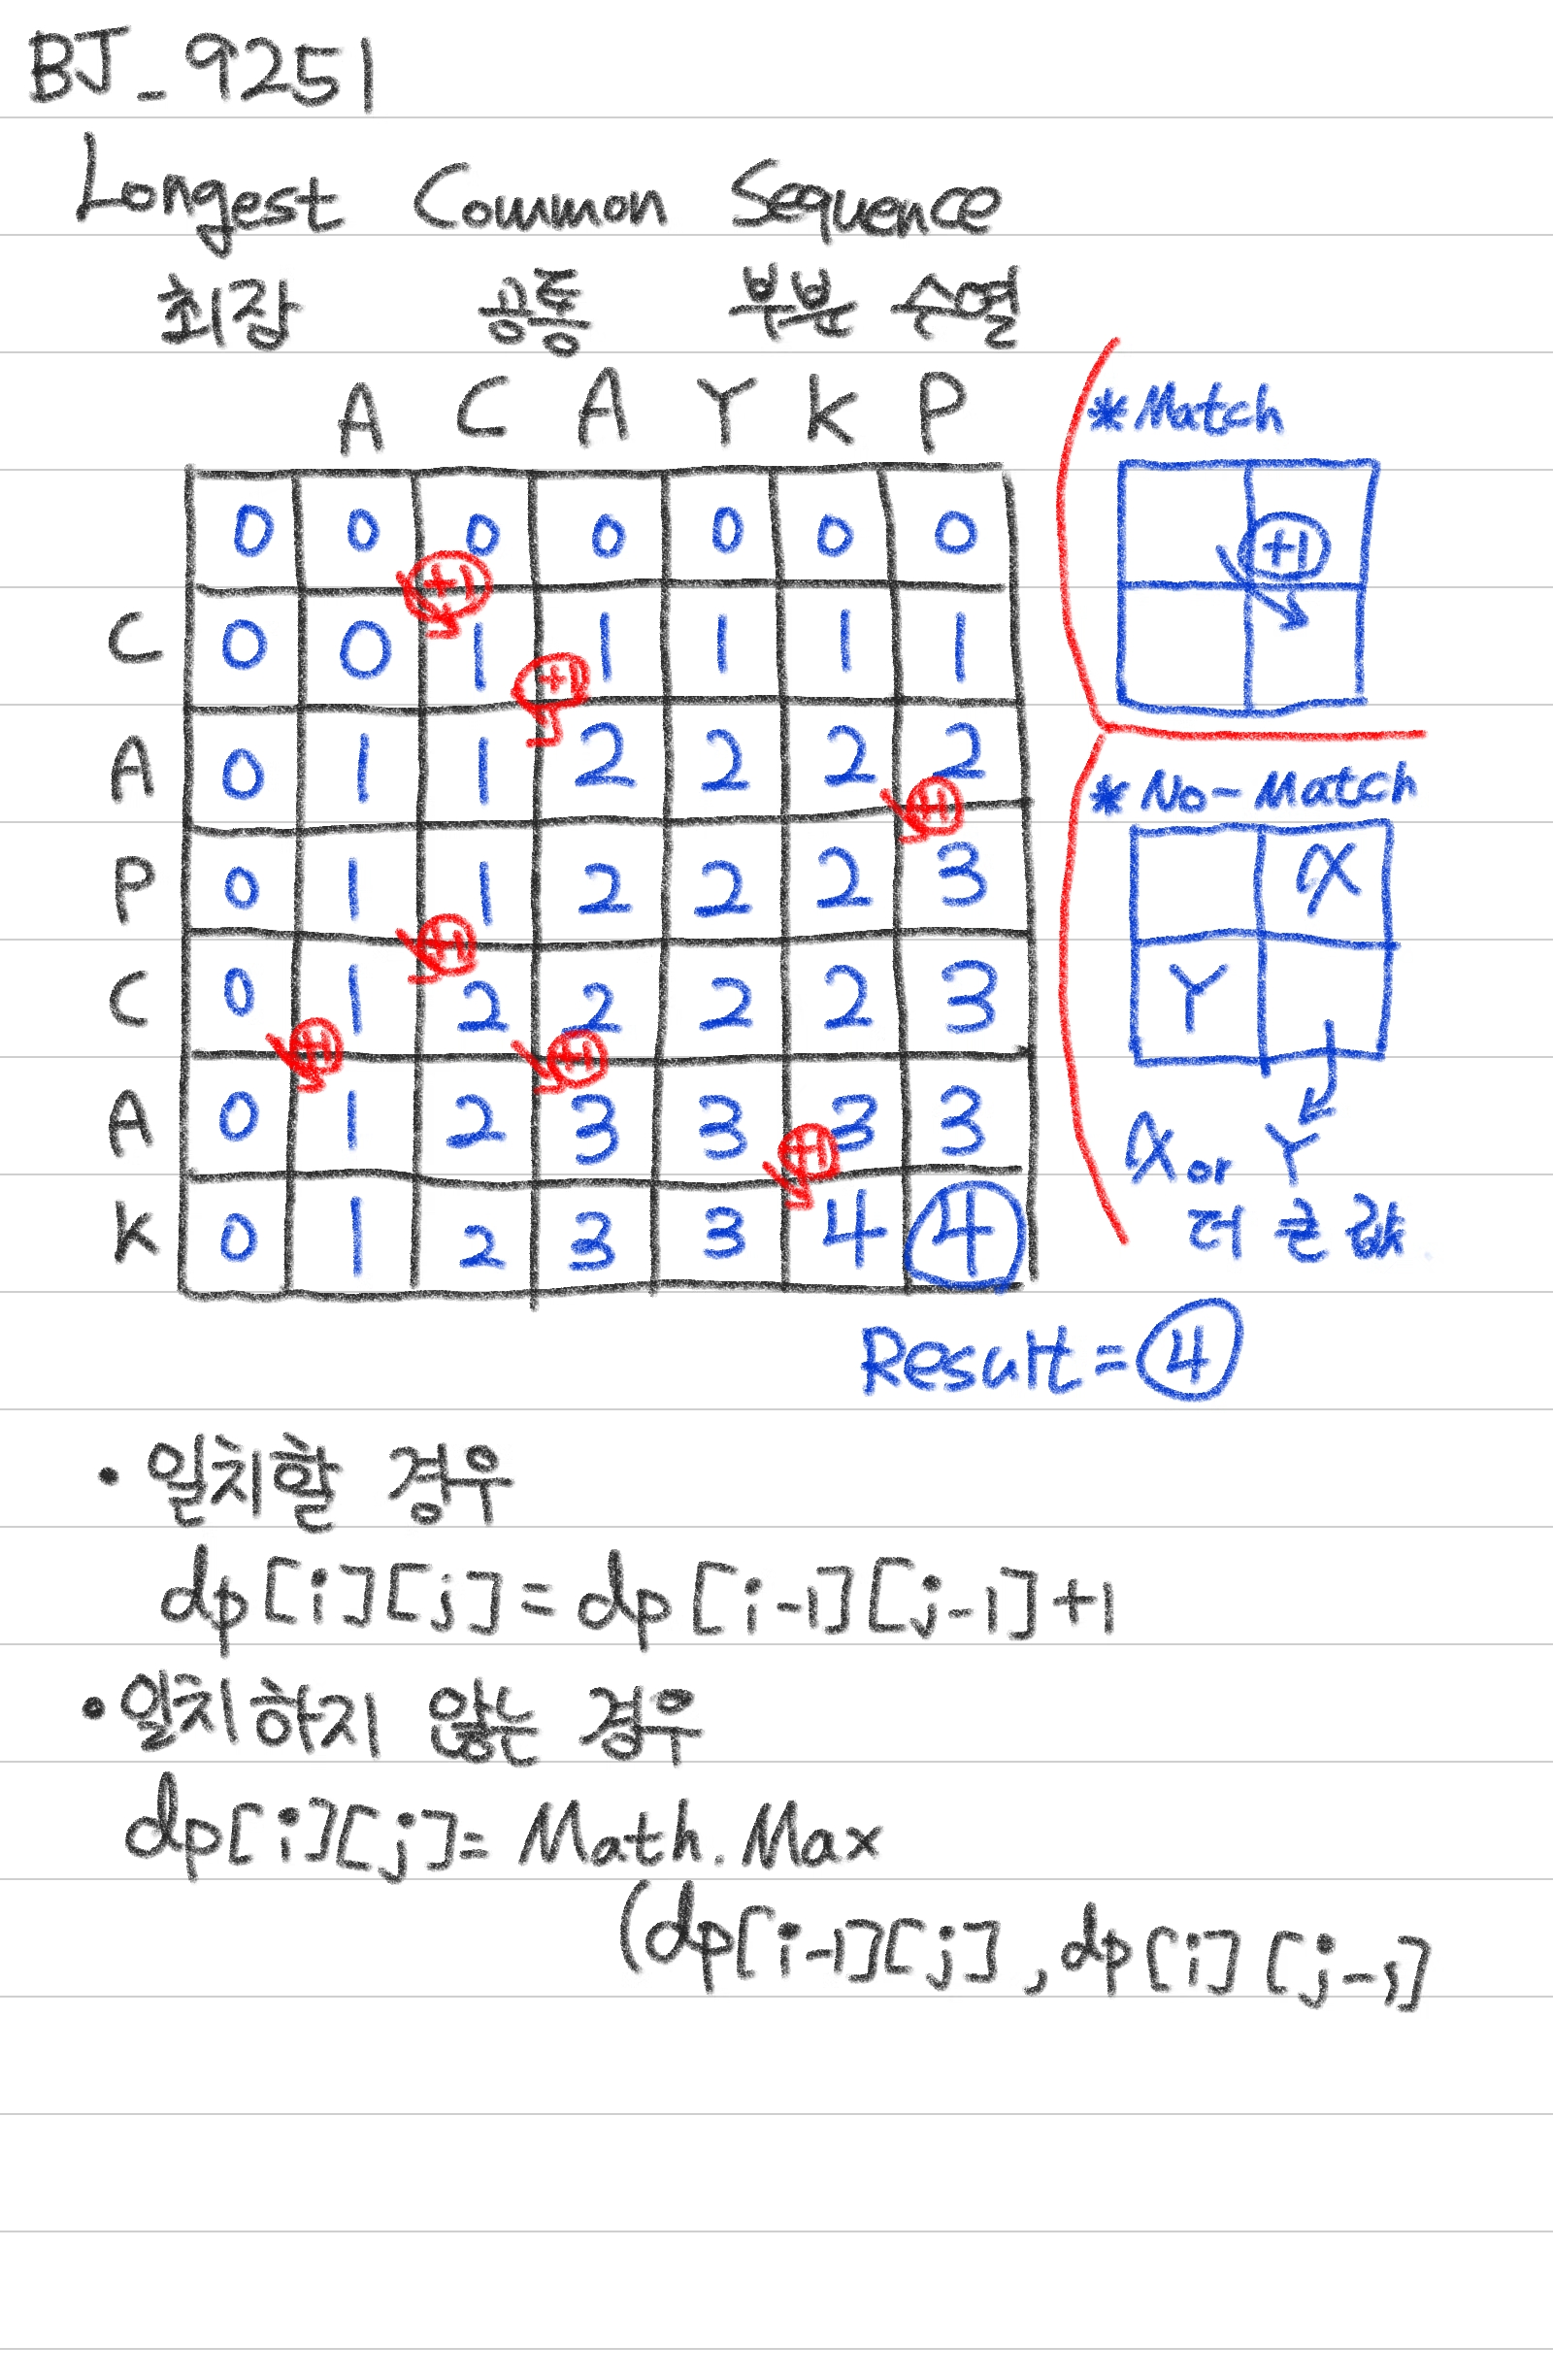 BJ_9251
Longest Common Sequence
최장 공통 부분 수열
A C A Y K P
0 0 0 0 0 0 0
+1
C 0 0 1 1 1 1 1
+1
A 0 1 1 2 2 2 2
+1
P 0 1 1 2 2 2 3
+1
C 0 1 2 2 2 2 3
+1 +1
A 0 1 2 3 3 3 3
+1
K 0 1 2 3 3 4 4
Result = 4
*Match
+1
* No-Match
X
Y
X or Y
더 큰 값
• 일치할 경우
dp[i][j]=dp[i-1][j-1]+1
• 일치하지 않는 경우
dp[i][j]= Math.Max
(dp[i-1][j], dp[i][j-1]